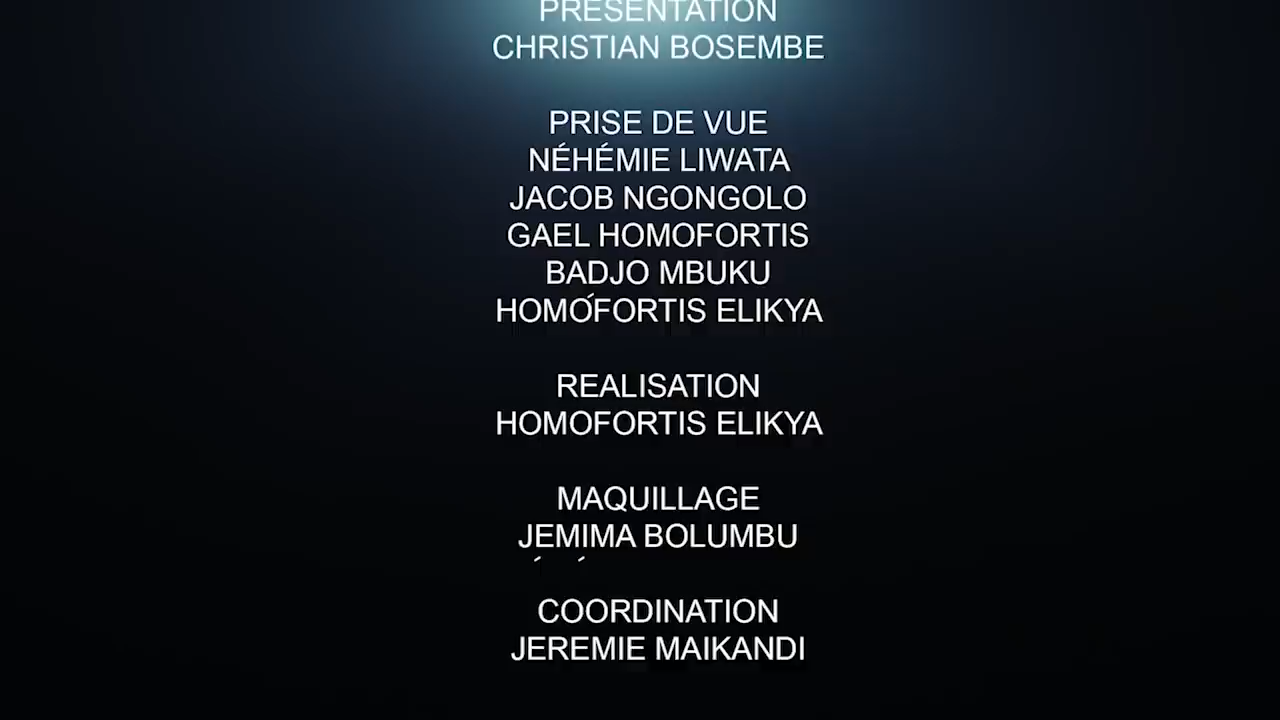 PRESENTATION
CHRISTIAN BOSEMBE
PRISE DE VUE
NÉHÉMIE LIWATA
JACOB NGONGOLO
GAEL HOMOFORTIS
BADJO MBUKU
HOMOFORTIS ELIKYA
REALISATION
HOMOFORTIS ELIKYA
MAQUILLAGE
JEMIMA BOLUMBU
COORDINATION
JEREMIE MAIKANDI